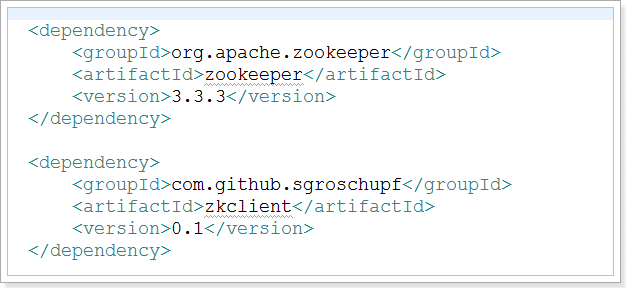 <dependency>
<groupId>org.apache.zookeeper</groupId>
<artifactId>zookeeper</artifactId>
<version>3.3.3</version>
</dependency>
<dependency>
<groupId>com.github.sgroschupf</groupId>
<artifactId>zkclient</artifactId>
<version>0.1</version>
</dependency>